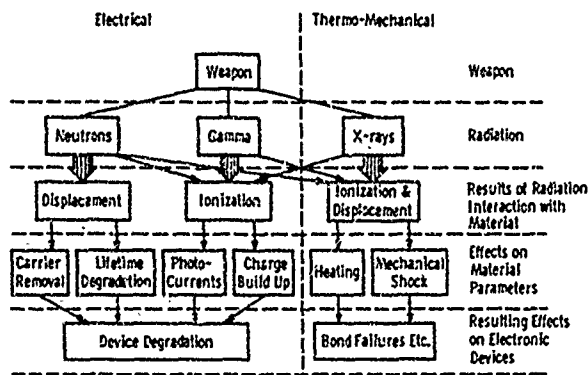 Electrical
Thermo-Mechanical
Weapon
Weapon
Neutrons
Gamma
X-rays
Radiation
Displacement
Ionization
Ionization &
Displacement
Results of Radiation
Interaction with
Material
Carrier
Removal
Lifetime
Degradation
Photo-
Currents
Charge
Build Up
Heating
Mechanical
Shock
Effects on
Material
Parameters
Device Degradation
Bond Failures Etc.
Resulting Effects
on Electronic
Devices